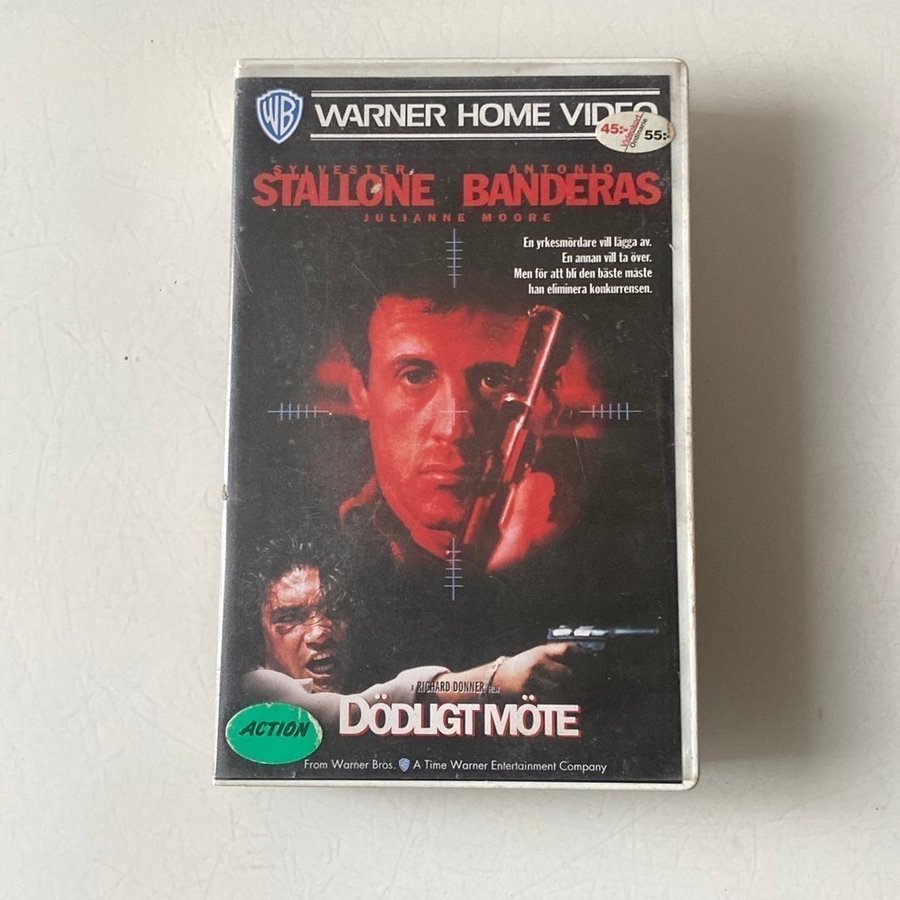 WB
WARNER HOME VIDEO
45:-
Videokort
Ordinarie
55:-
SYLVESTER ANTONIO
STALLONE BANDERAS
JULIANNE MOORE
En yrkesmördare vill lägga av.
En annan vill ta över.
Men för att bli den bäste måste
han eliminera konkurrensen.
A RICHARD DONNER FILM
DÖDLIGT MÖTE
ACTION
From Warner Bros. A Time Warner Entertainment Company